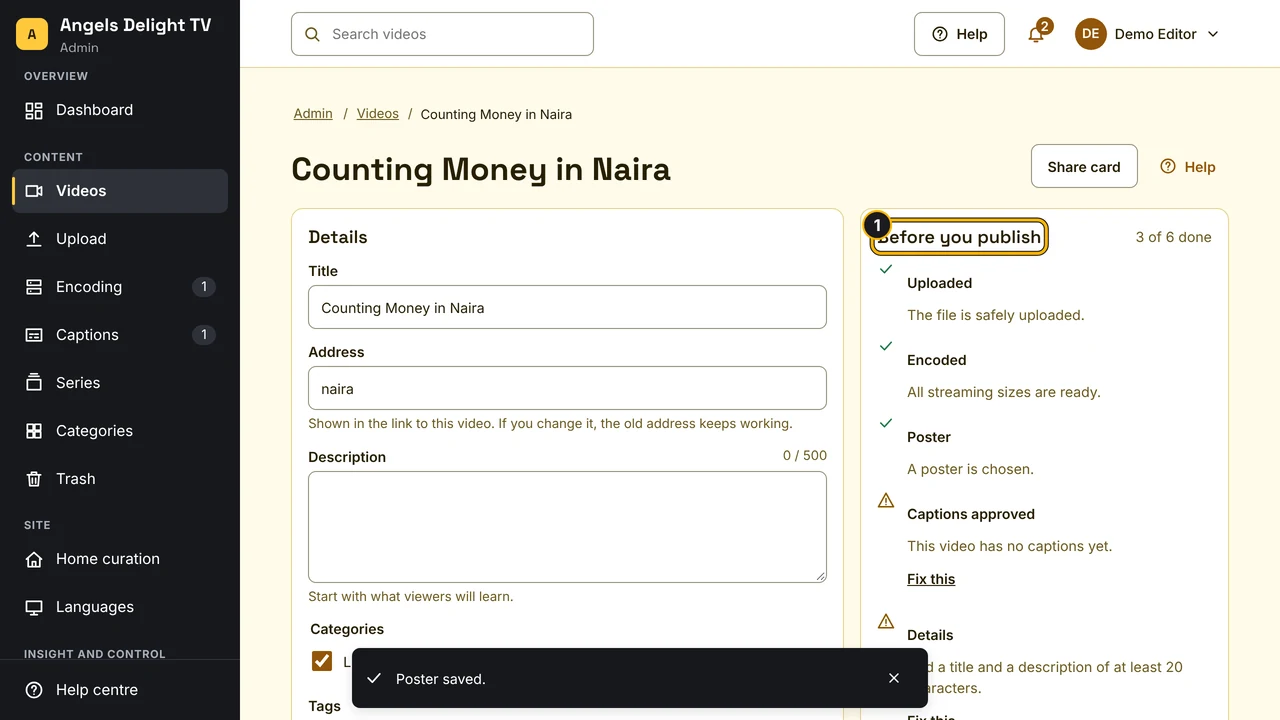 A
Angels Delight TV
Admin
OVERVIEW
Dashboard
CONTENT
Videos
Upload
Encoding 1
Captions 1
Series
Categories
Trash
SITE
Home curation
Languages
INSIGHT AND CONTROL
Help centre
Search videos
Help
2
DE
Demo Editor
Admin / Videos / Counting Money in Naira
Counting Money in Naira
Share card
Help
Details
Title
Counting Money in Naira
Address
naira
Shown in the link to this video. If you change it, the old address keeps working.
Description 0 / 500
Start with what viewers will learn.
Categories
L
Tags
1
Before you publish
3 of 6 done
Uploaded
The file is safely uploaded.
Encoded
All streaming sizes are ready.
Poster
A poster is chosen.
Captions approved
This video has no captions yet.
Fix this
Details
a title and a description of at least 20
Fix this
Poster saved.